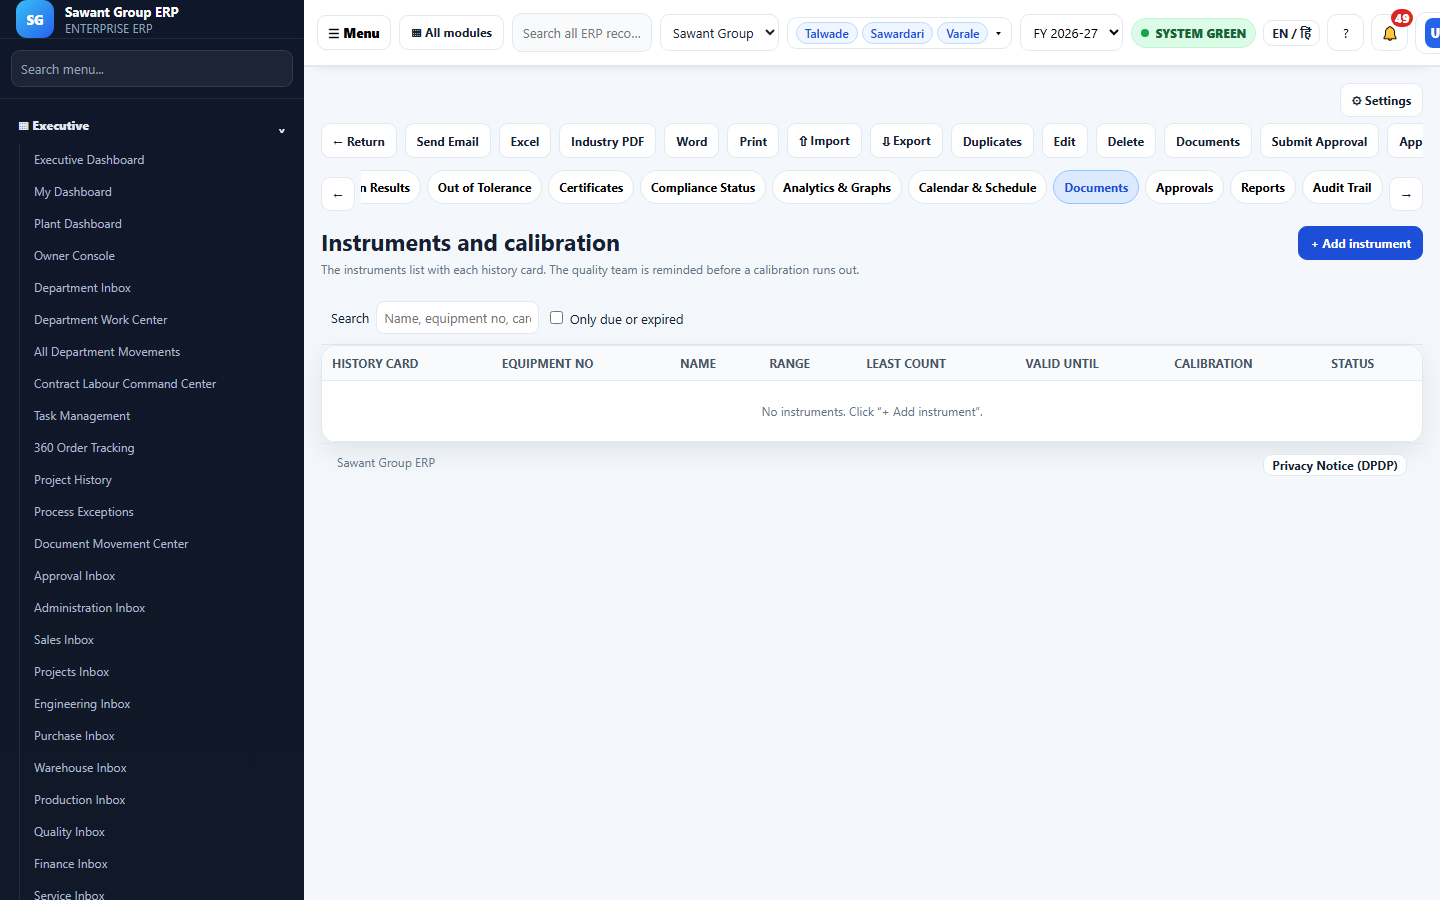 SG
Sawant Group ERP
ENTERPRISE ERP
Search menu...
Executive
Executive Dashboard
My Dashboard
Plant Dashboard
Owner Console
Department Inbox
Department Work Center
All Department Movements
Contract Labour Command Center
Task Management
360 Order Tracking
Project History
Process Exceptions
Document Movement Center
Approval Inbox
Administration Inbox
Sales Inbox
Projects Inbox
Engineering Inbox
Purchase Inbox
Warehouse Inbox
Production Inbox
Quality Inbox
Finance Inbox
Service Inbox
☰ Menu
All modules
Search all ERP reco...
Sawant Group
Talwade
Sawardari
Varale
FY 2026-27
SYSTEM GREEN
EN / हिं
?
49
U
⚙ Settings
← Return
Send Email
Excel
Industry PDF
Word
Print
⇧ Import
⇩ Export
Duplicates
Edit
Delete
Documents
Submit Approval
App
←
n Results
Out of Tolerance
Certificates
Compliance Status
Analytics & Graphs
Calendar & Schedule
Documents
Approvals
Reports
Audit Trail
→
Instruments and calibration
+ Add instrument
The instruments list with each history card. The quality team is reminded before a calibration runs out.
Search
Name, equipment no, car
Only due or expired
HISTORY CARD
EQUIPMENT NO
NAME
RANGE
LEAST COUNT
VALID UNTIL
CALIBRATION
STATUS
No instruments. Click "+ Add instrument".
Sawant Group ERP
Privacy Notice (DPDP)